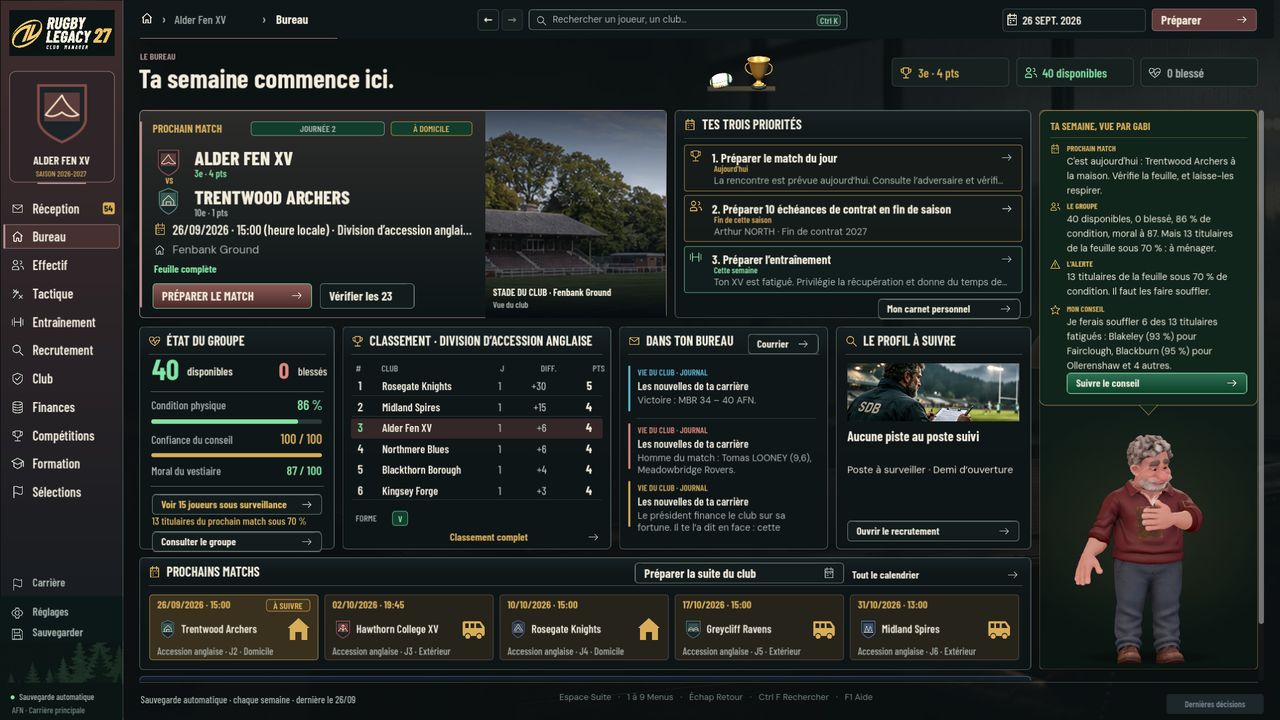 RUGBY
LEGACY 27
CLUB MANAGER
Alder Fen XV
Bureau
Rechercher un joueur, un club...
Ctrl K
26 SEPT. 2026
Préparer
LE BUREAU
Ta semaine commence ici.
3e · 4 pts
40 disponibles
0 blessé
ALDER FEN XV
SAISON 2026-2027
Réception
54
Bureau
Effectif
Tactique
Entrainement
Recrutement
Club
Finances
Compétitions
Formation
Sélections
Carrière
Réglages
Sauvegarder
Sauvegarde automatique
AFN · Carrière principale
PROCHAIN MATCH
JOURNÉE 2
À DOMICILE
ALDER FEN XV
3e · 4 pts
VS
TRENTWOOD ARCHERS
10e · 1 pts
26/09/2026 · 15:00 (heure locale) · Division d'accession anglai...
Fenbank Ground
Feuille complète
PRÉPARER LE MATCH
Vérifier les 23
STADE DU CLUB · Fenbank Ground
Vue du club
TES TROIS PRIORITÉS
1. Préparer le match du jour
Aujourd'hui
La rencontre est prévue aujourd'hui. Consulte l'adversaire et vérifi...
2. Préparer 10 échéances de contrat en fin de saison
Fin de cette saison
Arthur NORTH · Fin de contrat 2027
3. Préparer l'entraînement
Cette semaine
Ton XV est fatigué. Privilégie la récupération et donne du temps de...
Mon carnet personnel
TA SEMAINE, VUE PAR GABI
PROCHAIN MATCH
C'est aujourd'hui : Trentwood Archers à
la maison. Vérifie la feuille, et laisse-les
respirer.
LE GROUPE
40 disponibles, 0 blessé, 86 % de
condition, moral à 87. Mais 13 titulaires
de la feuille sous 70 % : à ménager.
L'ALERTE
13 titulaires de la feuille sous 70 % de
condition. Il faut les faire souffler.
MON CONSEIL
Je ferais souffler 6 des 13 titulaires
fatigués : Blakeley (93 %) pour
Fairclough, Blackburn (95 %) pour
Ollerenshaw et 4 autres.
Suivre le conseil
ÉTAT DU GROUPE
40 disponibles
0 blessés
Condition physique 86 %
Confiance du conseil 100 / 100
Moral du vestiaire 87 / 100
Voir 15 joueurs sous surveillance
13 titulaires du prochain match sous 70 %
Consulter le groupe
CLASSEMENT · DIVISION D'ACCESSION ANGLAISE
# CLUB J DIFF. PTS
1 Rosegate Knights 1 +30 5
2 Midland Spires 1 +15 4
3 Alder Fen XV 1 +6 4
4 Northmere Blues 1 +6 4
5 Blackthorn Borough 1 +4 4
6 Kingsey Forge 1 +3 4
FORME V
Classement complet
DANS TON BUREAU
Courrier
VIE DU CLUB · JOURNAL
Les nouvelles de ta carrière
Victoire : MBR 34 – 40 AFN.
VIE DU CLUB · JOURNAL
Les nouvelles de ta carrière
Homme du match : Tomas LOONEY (9,6),
Meadowbridge Rovers.
VIE DU CLUB · JOURNAL
Les nouvelles de ta carrière
Le président finance le club sur sa
fortune. Il te l'a dit en face : cette
LE PROFIL À SUIVRE
SDB
Aucune piste au poste suivi
Poste à surveiller · Demi d'ouverture
Ouvrir le recrutement
PROCHAINS MATCHS
Préparer la suite du club
Tout le calendrier
26/09/2026 · 15:00
À SUIVRE
Trentwood Archers
Accession anglaise · J2 · Domicile
02/10/2026 · 19:45
Hawthorn College XV
Accession anglaise · J3 · Extérieur
10/10/2026 · 15:00
Rosegate Knights
Accession anglaise · J4 · Domicile
17/10/2026 · 15:00
Greycliff Ravens
Accession anglaise · J5 · Extérieur
31/10/2026 · 13:00
Midland Spires
Accession anglaise · J6 · Extérieur
Sauvegarde automatique · chaque semaine · dernière le 26/09
Espace Suite · 1 à 9 Menus · Échap Retour · Ctrl F Rechercher · F1 Aide
Dernières décisions